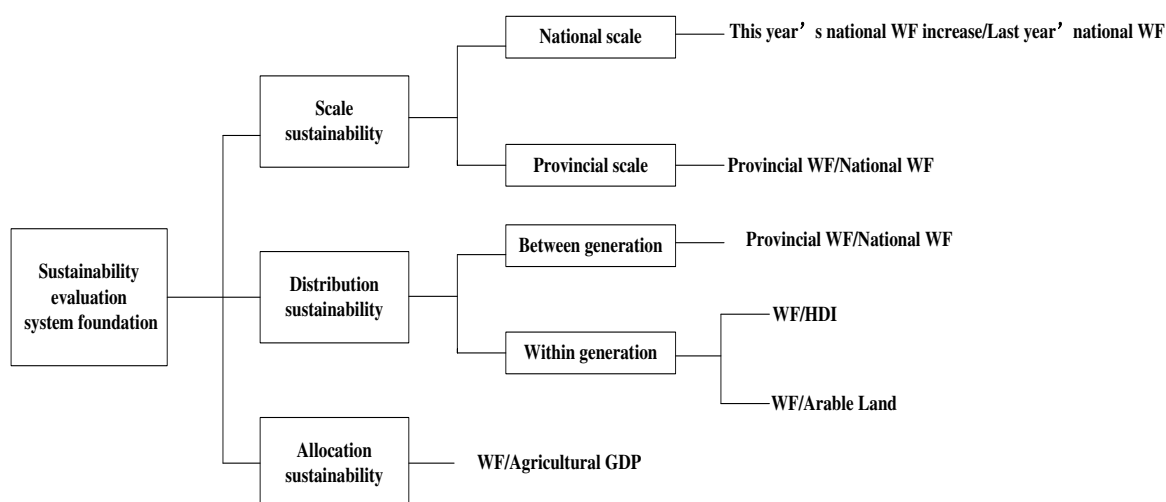 Sustainability
evaluation
system foundation
Scale
sustainability
National scale
This year’s national WF increase/Last year’ national WF
Provincial scale
Provincial WF/National WF
Distribution
sustainability
Between generation
Provincial WF/National WF
Within generation
WF/HDI
WF/Arable Land
Allocation
sustainability
WF/Agricultural GDP